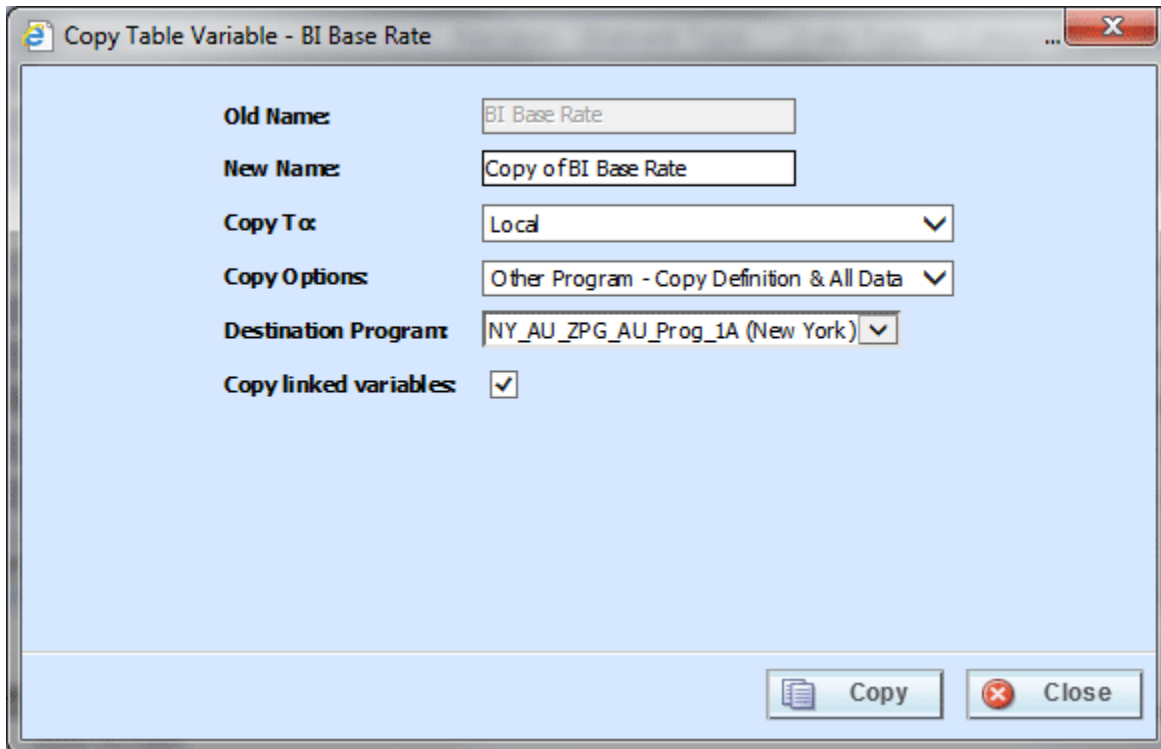 Copy Table Variable - BI Base Rate ...
Old Name: BI Base Rate
New Name: Copy of BI Base Rate
Copy To: Local
Copy Options: Other Program - Copy Definition & All Data
Destination Program: NY_AU_ZPG_AU_Prog_1A (New York)
Copy linked variables:
Copy Close